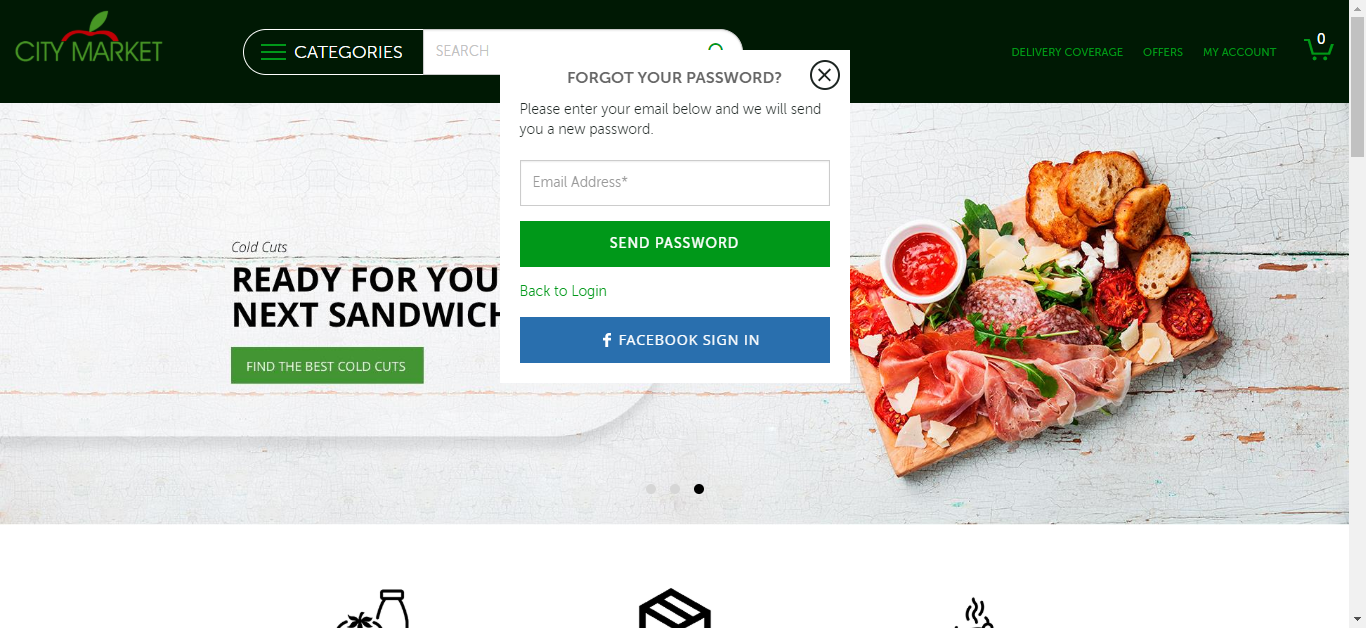 CITY MARKET
CATEGORIES
SEARCH
DELIVERY COVERAGE
OFFERS
MY ACCOUNT
0
FORGOT YOUR PASSWORD?
Please enter your email below and we will send
you a new password.
Email Address*
SEND PASSWORD
Back to Login
FACEBOOK SIGN IN
Cold Cuts
READY FOR YOU
NEXT SANDWICH
FIND THE BEST COLD CUTS